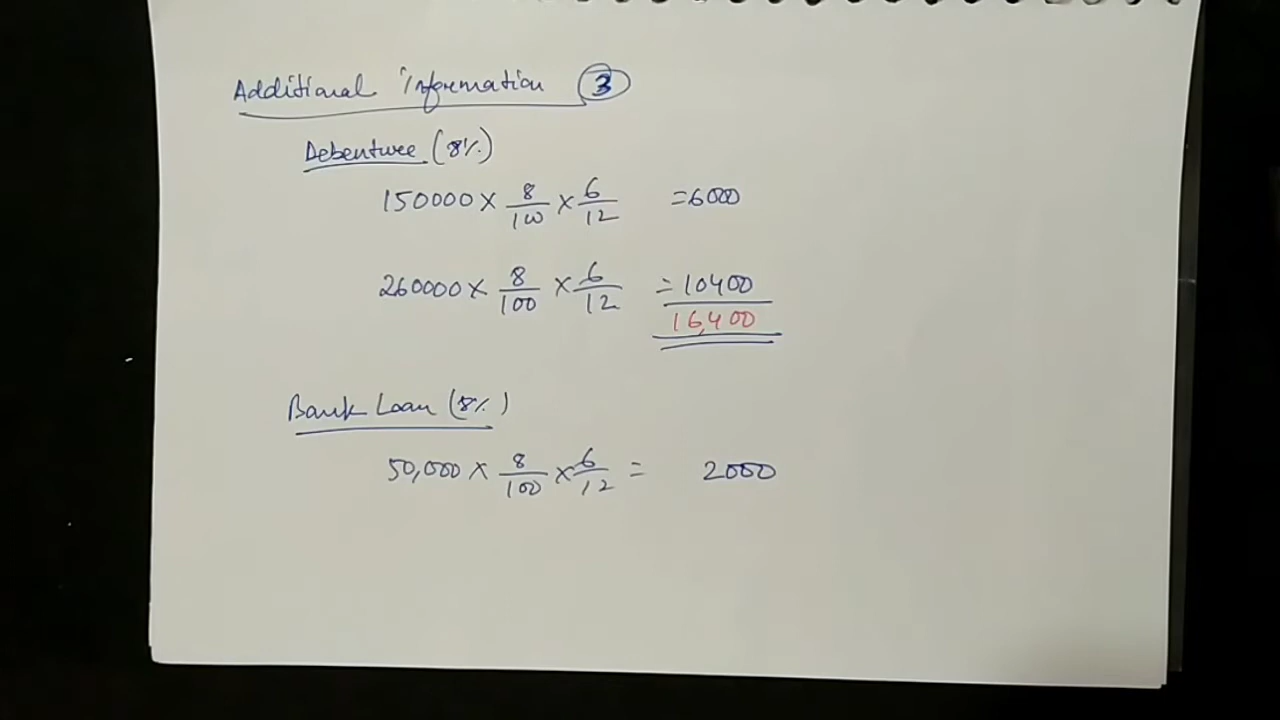 Additional Information 3
Debenture (8%)
150000 × 8/100 × 6/12 = 6000
260000 × 8/100 × 6/12 = 10400
16,400
Bank Loan (8%)
50,000 × 8/100 × 6/12 = 2000